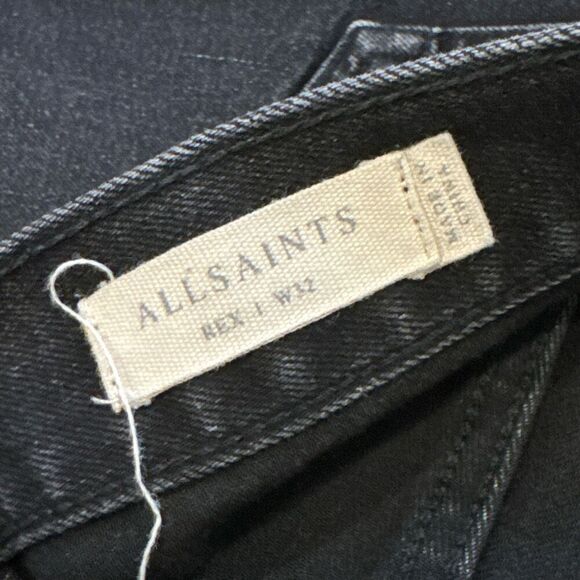 ALLSAINTS
REX | W32
MADE IN
CHINA